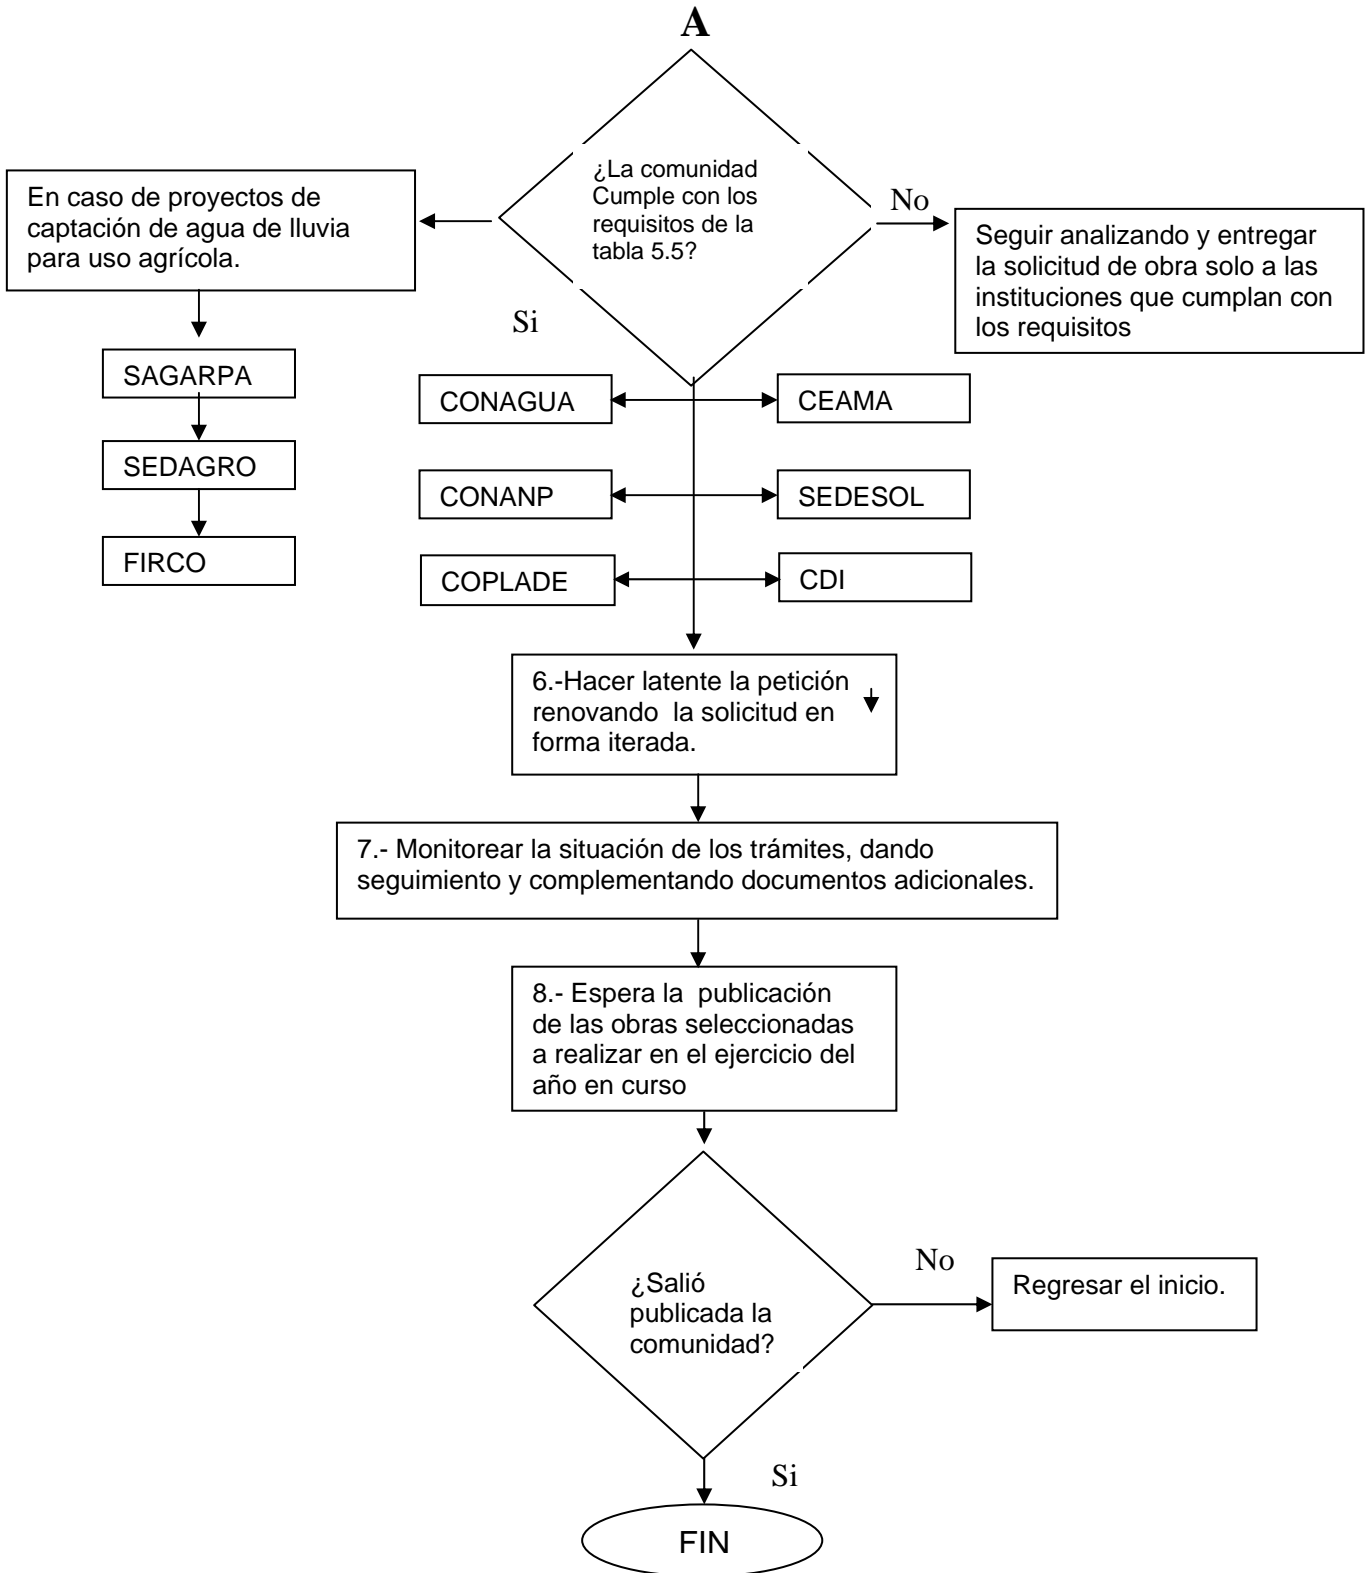 A
¿La comunidad
Cumple con los
requisitos de la
tabla 5.5?
En caso de proyectos de
captación de agua de lluvia
para uso agrícola.
No
Seguir analizando y entregar
la solicitud de obra solo a las
instituciones que cumplan con
los requisitos
Si
SAGARPA
SEDAGRO
FIRCO
CONAGUA
CEAMA
CONANP
SEDESOL
COPLADE
CDI
6.-Hacer latente la petición
renovando la solicitud en
forma iterada.
7.- Monitorear la situación de los trámites, dando
seguimiento y complementando documentos adicionales.
8.- Espera la publicación
de las obras seleccionadas
a realizar en el ejercicio del
año en curso
¿Salió
publicada la
comunidad?
No
Regresar el inicio.
Si
FIN